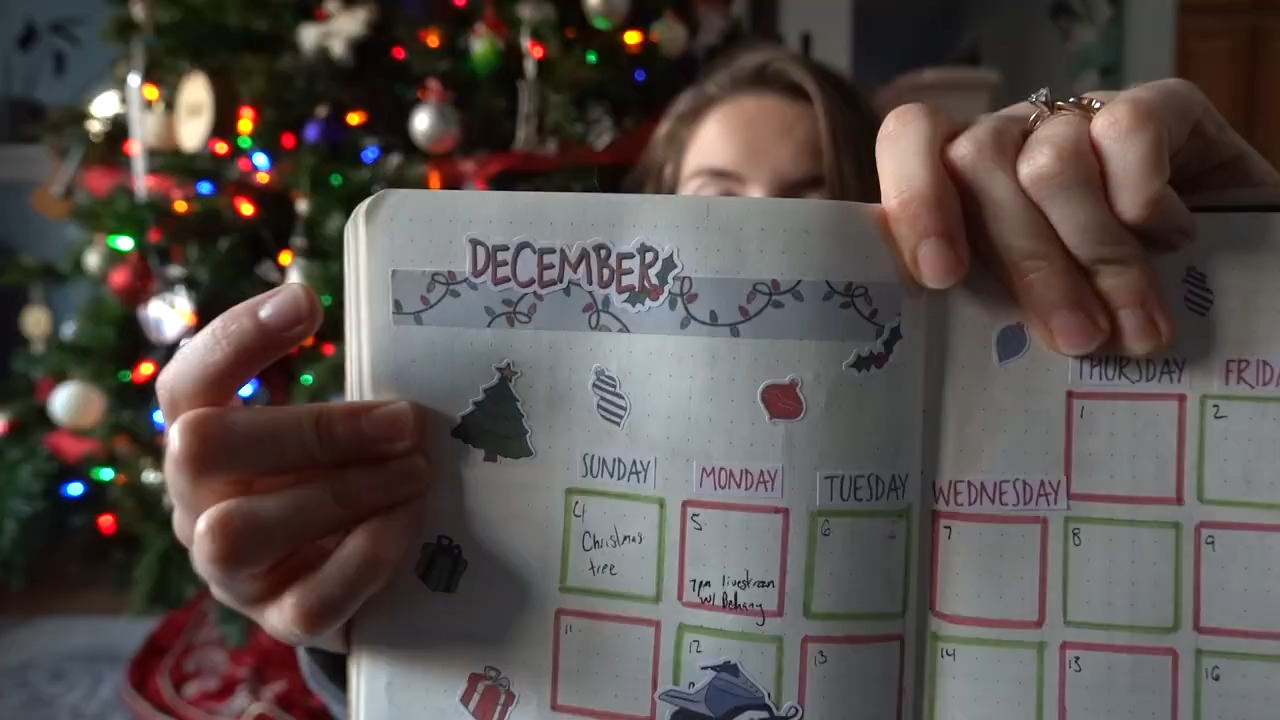 DECEMBER
THURSDAY FRIDA
1 2
SUNDAY MONDAY TUESDAY WEDNESDAY
4 5 6 7 8 9
Christmas
tree
7pm livestream
w/ Bethany
11 12 13 14 15 16